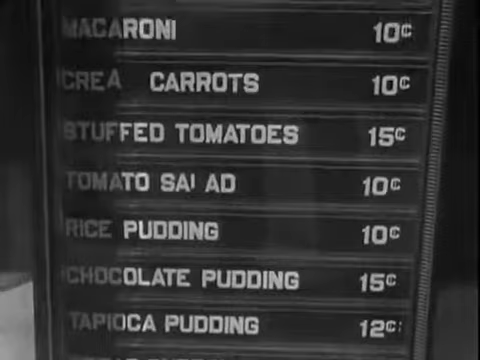 MACARONI 10¢
CREA CARROTS 10¢
STUFFED TOMATOES 15¢
TOMATO SALAD 10¢
RICE PUDDING 10¢
CHOCOLATE PUDDING 15¢
TAPIOCA PUDDING 12¢